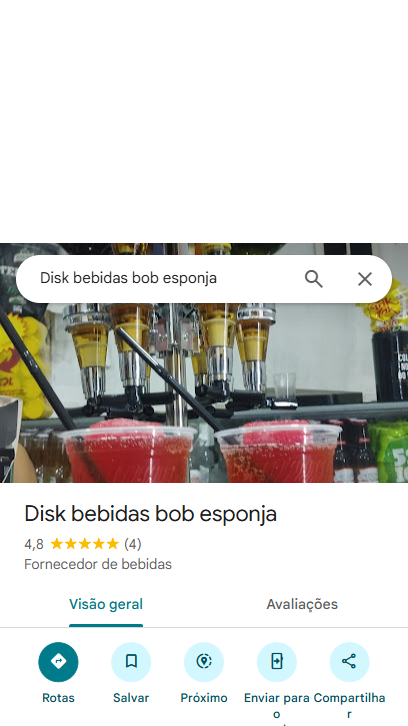 Disk bebidas bob esponja
Disk bebidas bob esponja
4,8 (4)
Fornecedor de bebidas
Visão geral
Avaliações
Rotas
Salvar
Próximo
Enviar para
o
Compartilha
r